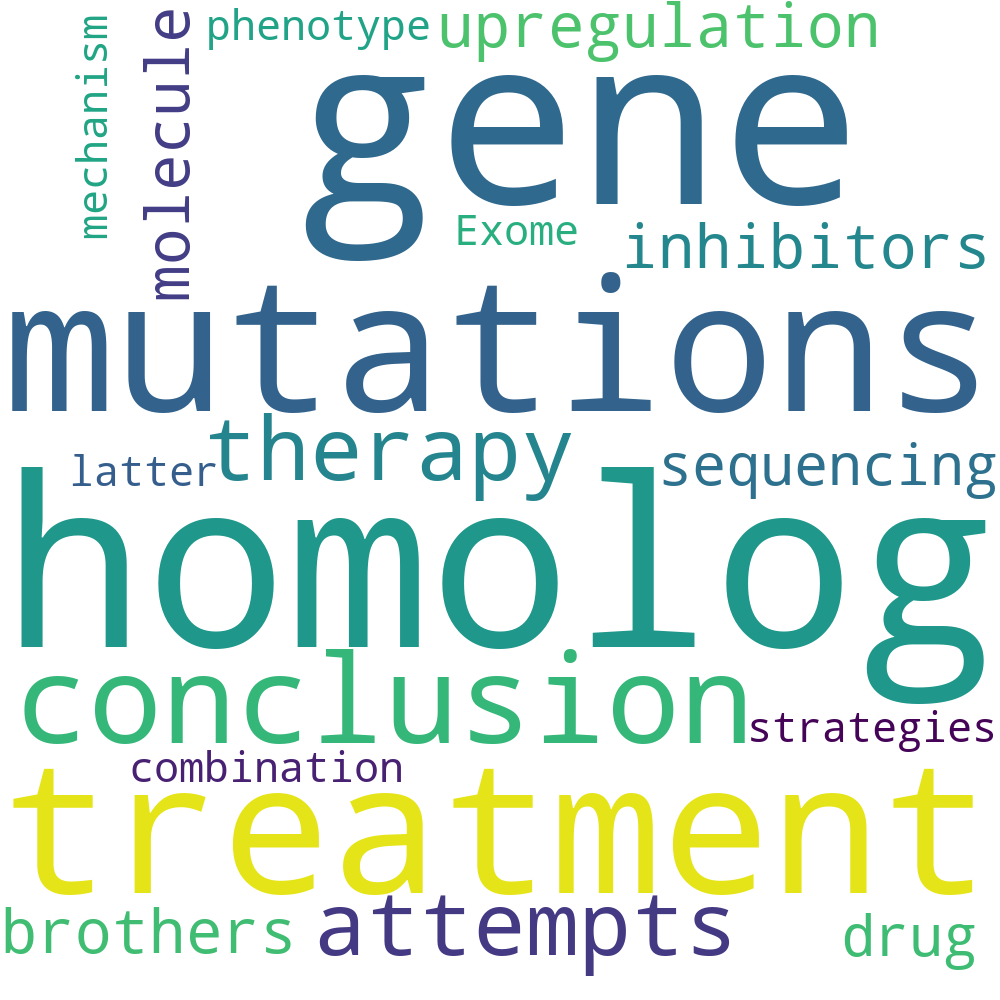 phenotype
upregulation
mechanism
molecule
gene
Exome
inhibitors
mutations
therapy
latter
sequencing
homolog
conclusion
strategies
combination
treatment
brothers
attempts
drug